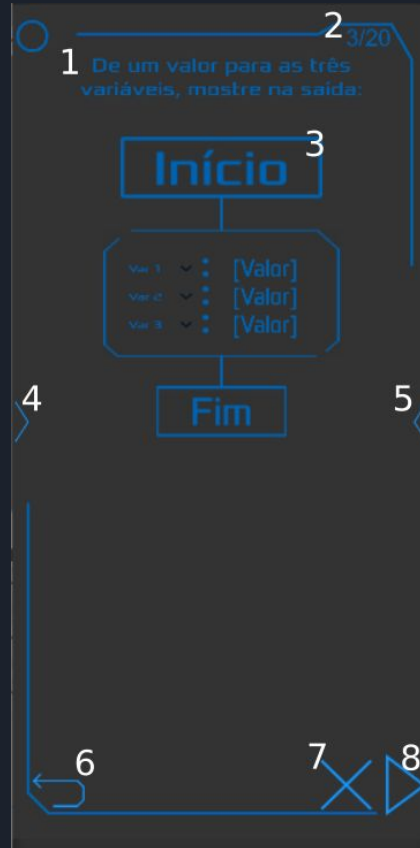 2
3/20
1
De um valor para as três
variáveis, mostre na saída:
3
Início
Var 1 : [Valor]
Var 2 : [Valor]
Var 3 : [Valor]
4
5
Fim
6
7
8